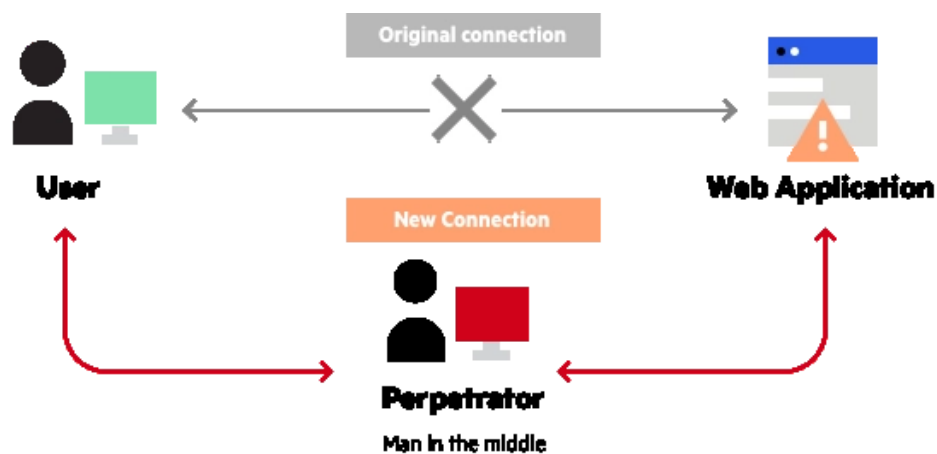 Original connection
User
Web Application
New Connection
Perpetrator
Man in the middle